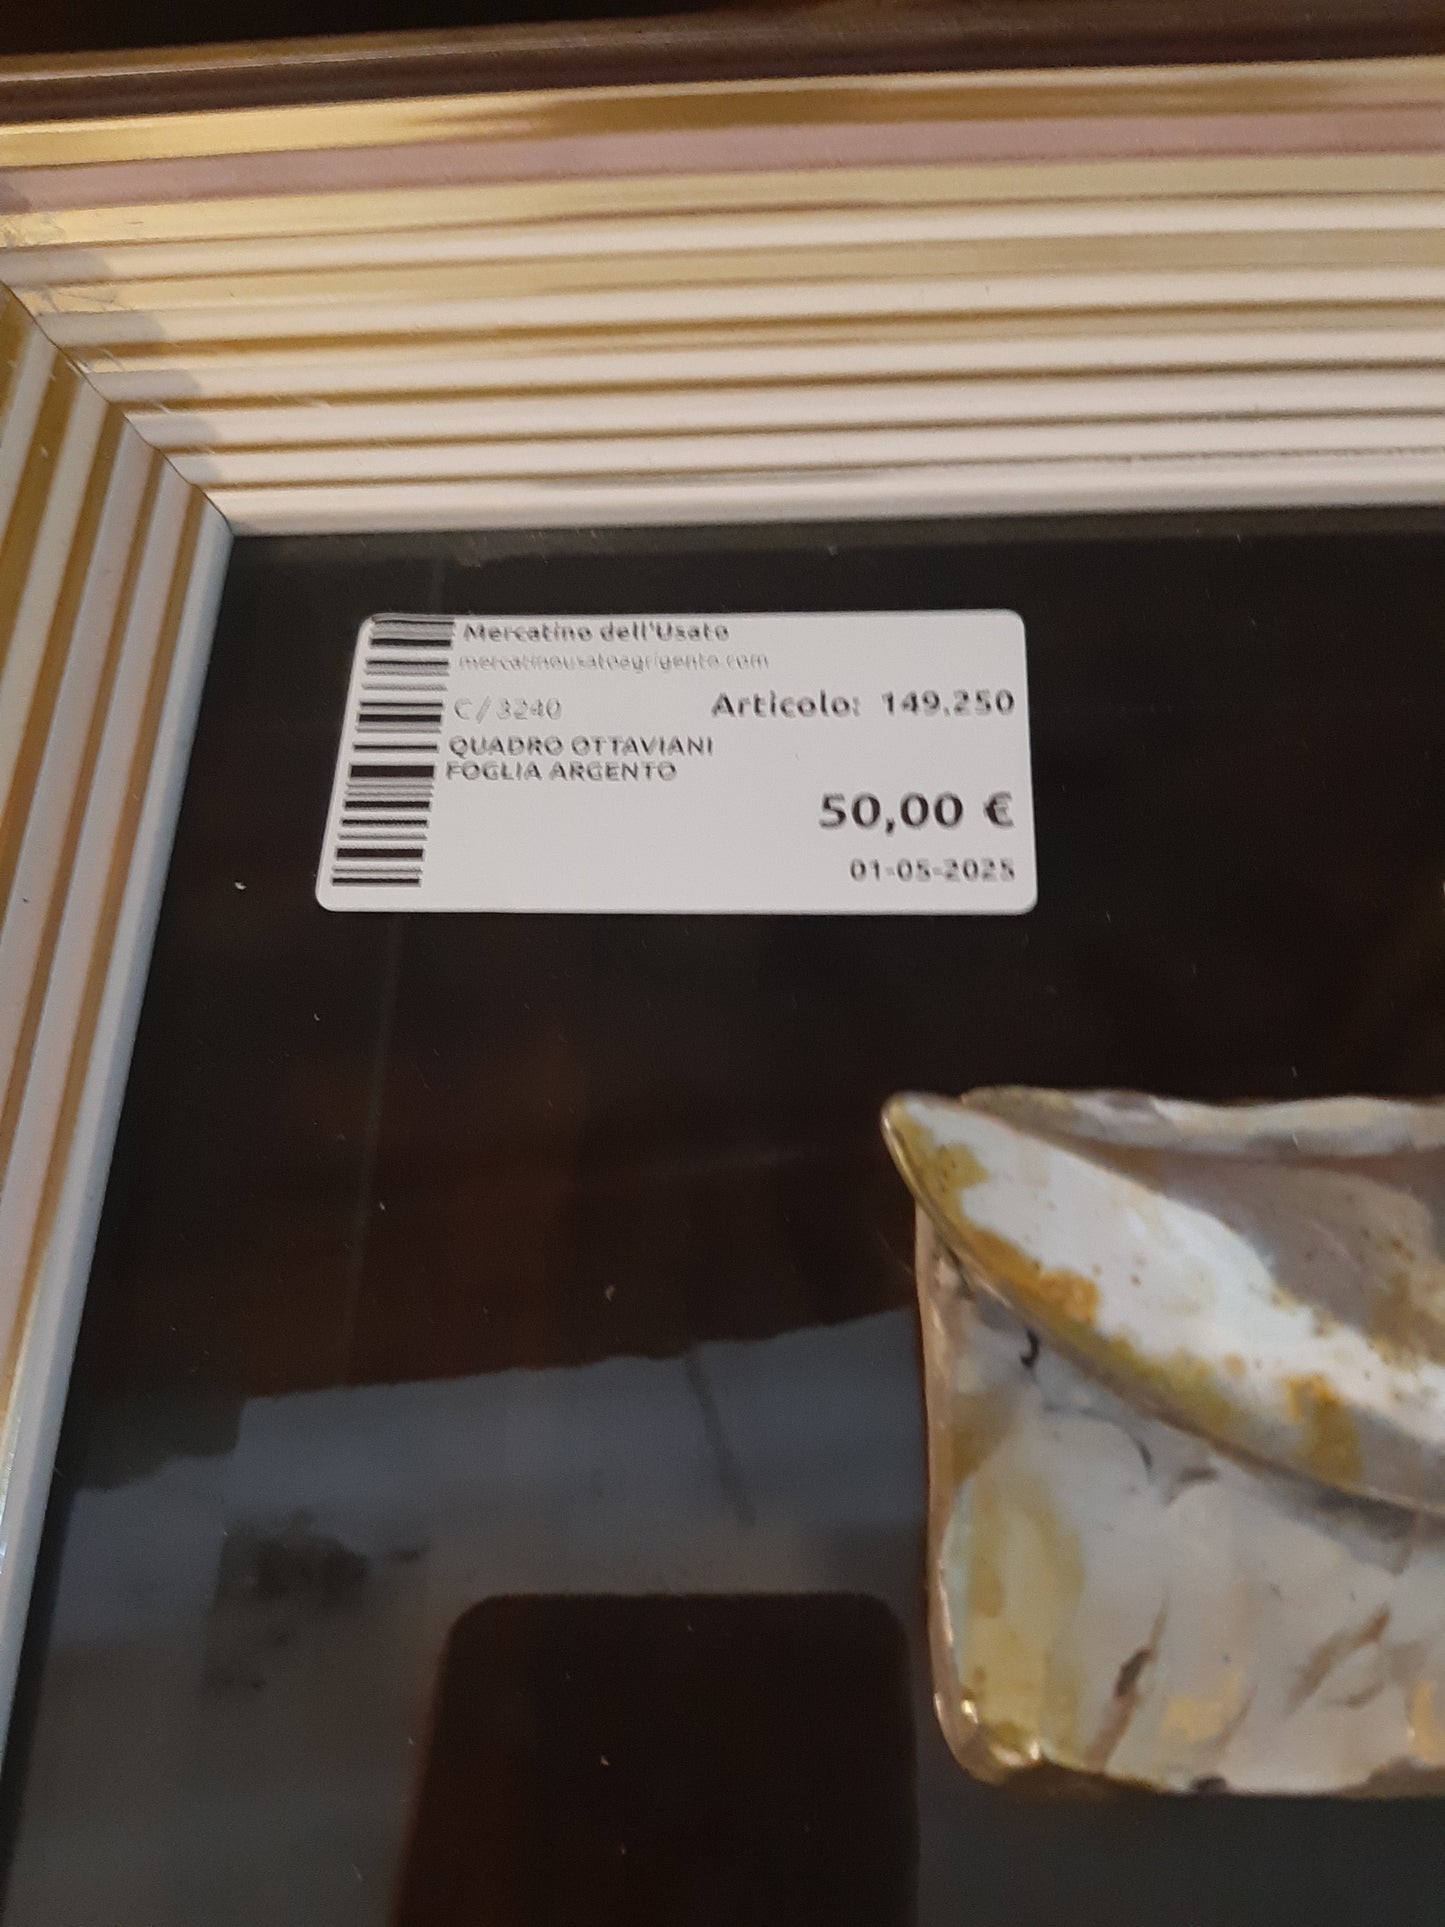 Mercatino dell'Usato
mercatinousatoagrigento.com
C/3240 Articolo: 149.250
QUADRO OTTAVIANI
FOGLIA ARGENTO
50,00 €
01-05-2025